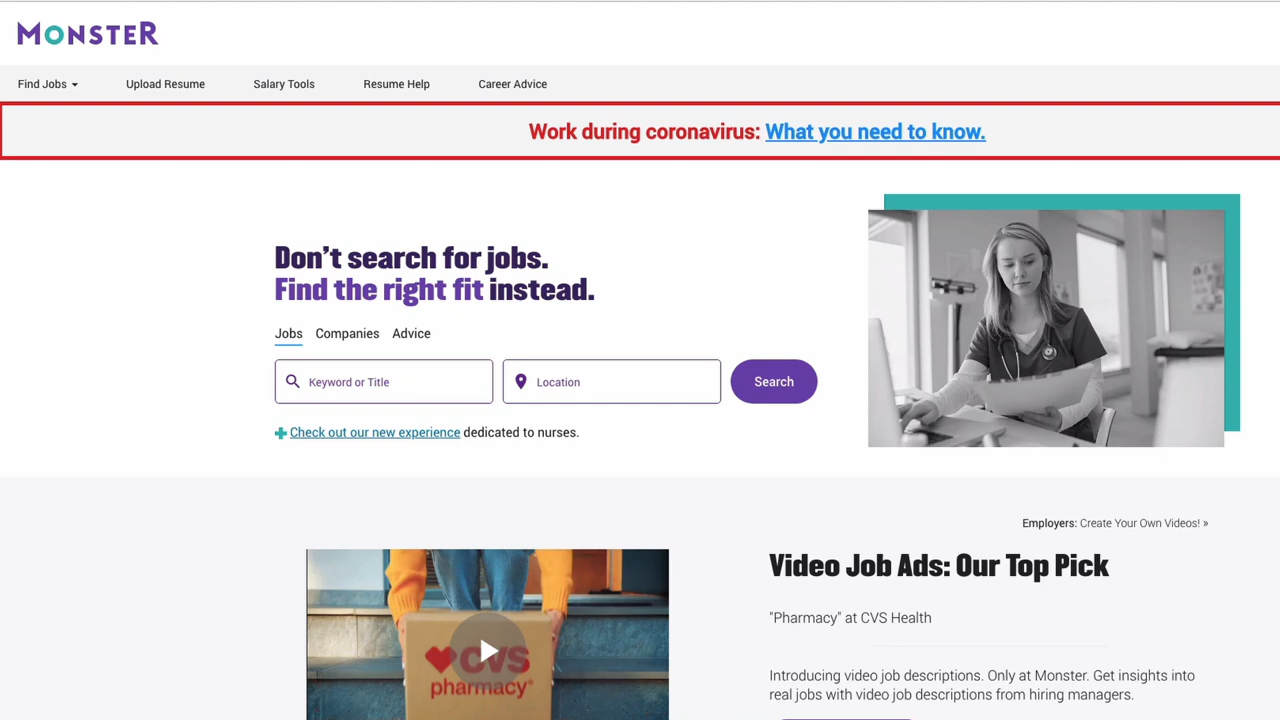 MONSTER
Find Jobs
Upload Resume
Salary Tools
Resume Help
Career Advice
Work during coronavirus: What you need to know.
Don't search for jobs.
Find the right fit instead.
Jobs
Companies
Advice
Keyword or Title
Location
Search
Check out our new experience dedicated to nurses.
Employers: Create Your Own Videos! »
Video Job Ads: Our Top Pick
"Pharmacy" at CVS Health
CVS
pharmacy®
Introducing video job descriptions. Only at Monster. Get insights into
real jobs with video job descriptions from hiring managers.